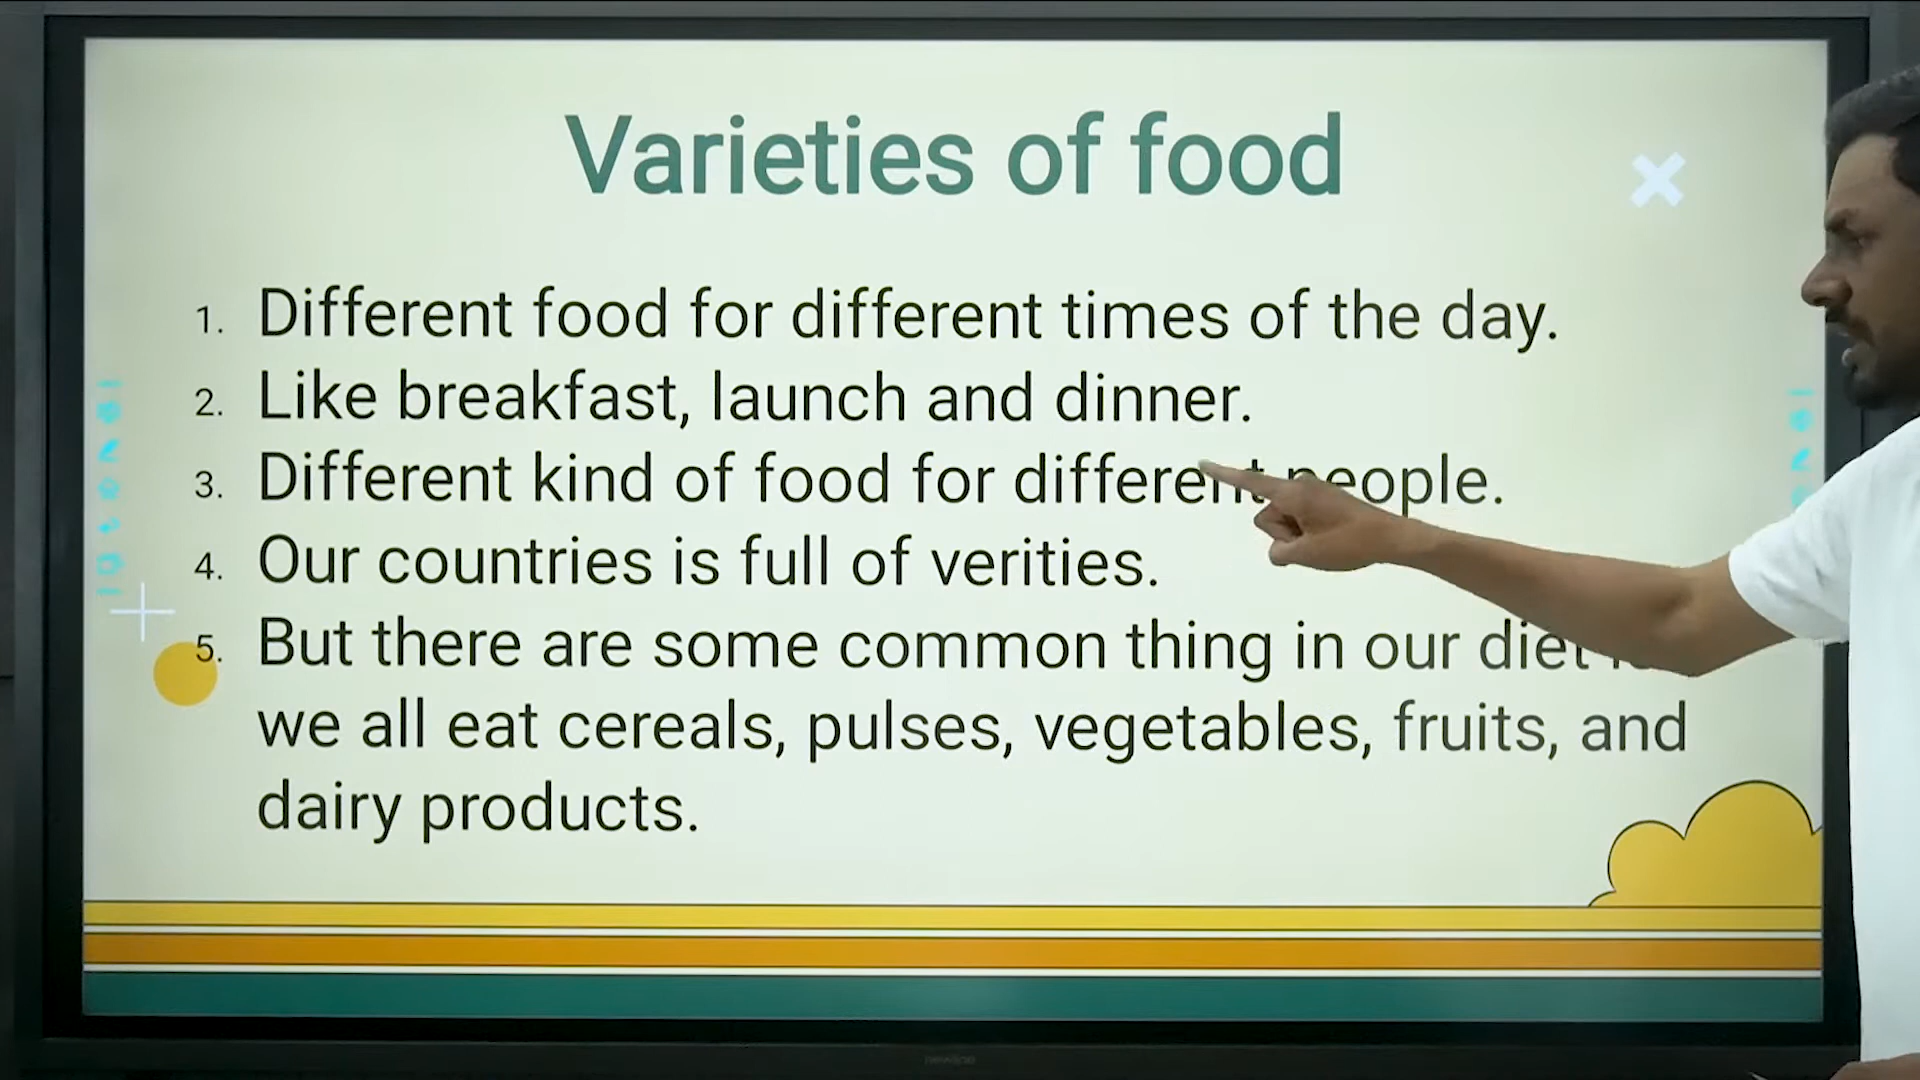 Varieties of food
1. Different food for different times of the day.
2. Like breakfast, launch and dinner.
3. Different kind of food for different people.
4. Our countries is full of verities.
5. But there are some common thing in our diet
we all eat cereals, pulses, vegetables, fruits, and
dairy products.
newline